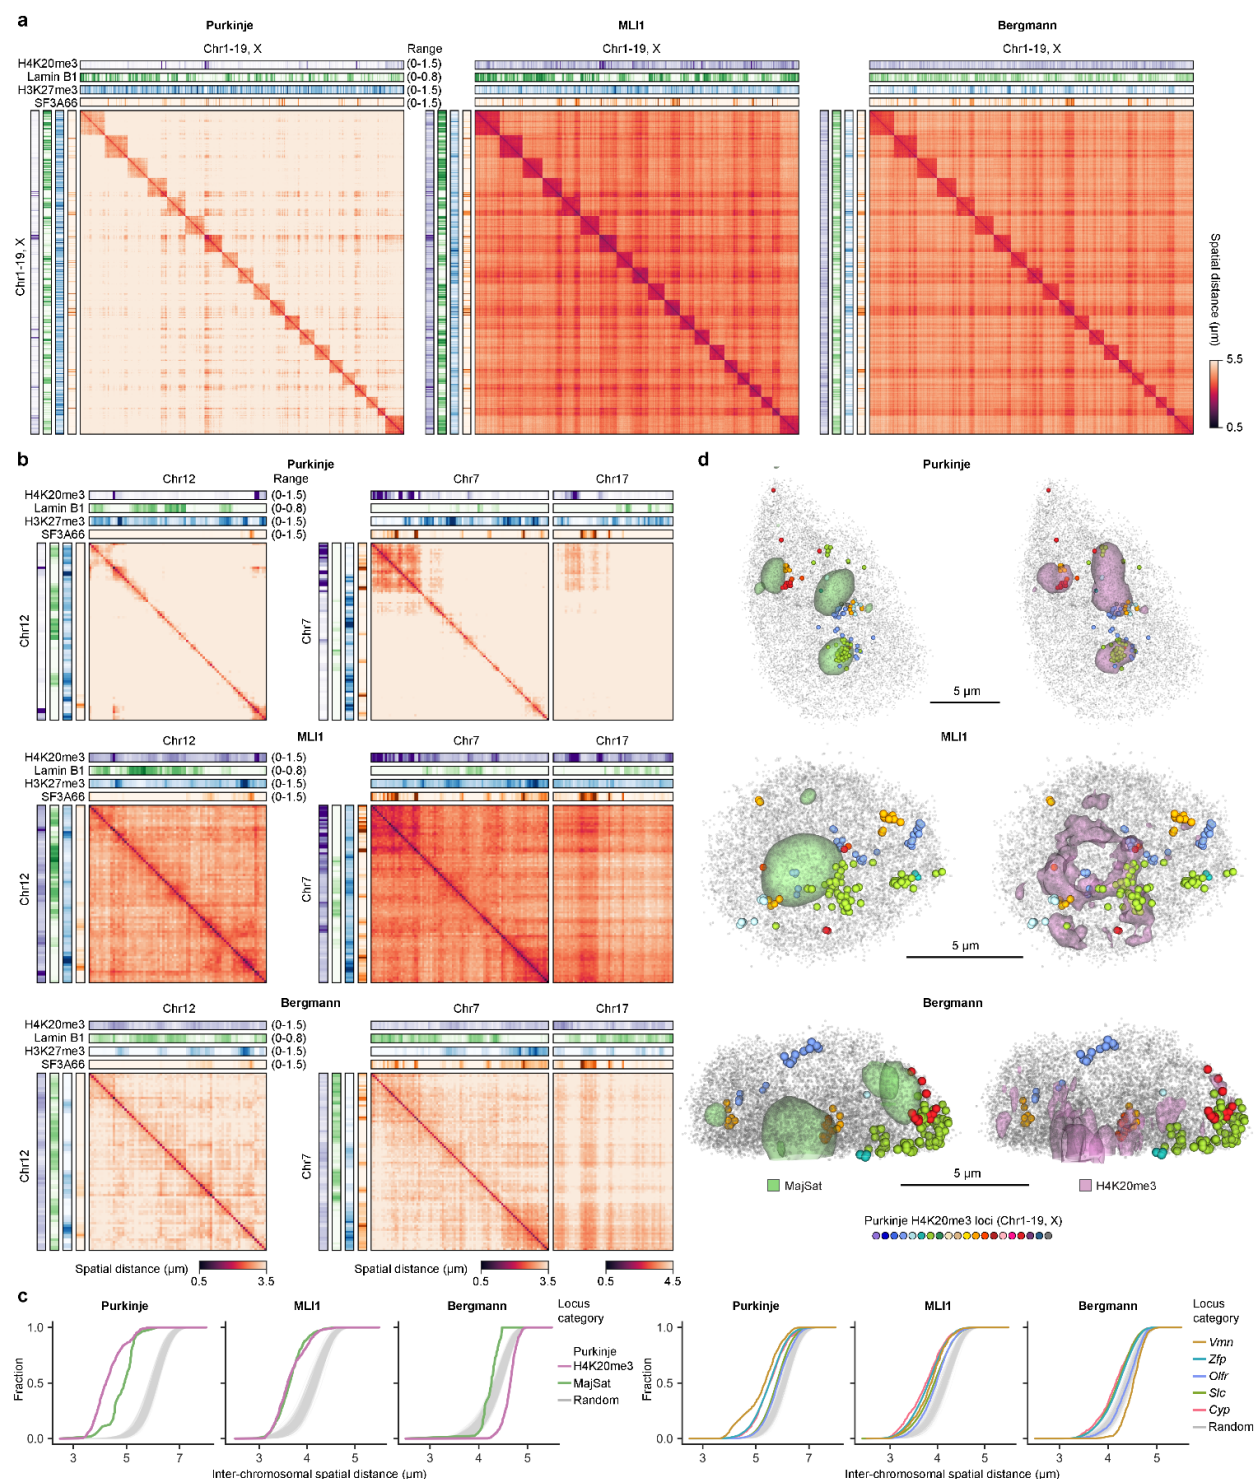 a
Purkinje
MLI1
Bergmann
Chr1-19, X
Range
Chr1-19, X
Chr1-19, X
H4K20me3
(0-1.5)
Lamin B1
(0-0.8)
H3K27me3
(0-1.5)
SF3A66
(0-1.5)
Chr1-19, X
Spatial distance (µm)
5.5
0.5
b
Purkinje
Chr12
Range
Chr7
Chr17
H4K20me3
(0-1.5)
Lamin B1
(0-0.8)
H3K27me3
(0-1.5)
SF3A66
(0-1.5)
Chr12
Chr7
MLI1
Chr12
Chr7
Chr17
H4K20me3
(0-1.5)
Lamin B1
(0-0.8)
H3K27me3
(0-1.5)
SF3A66
(0-1.5)
Chr12
Chr7
Bergmann
Chr12
Chr7
Chr17
H4K20me3
(0-1.5)
Lamin B1
(0-0.8)
H3K27me3
(0-1.5)
SF3A66
(0-1.5)
Chr12
Chr7
Spatial distance (µm)
0.5 3.5
Spatial distance (µm)
0.5 3.5
0.5 4.5
d
Purkinje
5 µm
MLI1
5 µm
Bergmann
5 µm
MajSat
H4K20me3
Purkinje H4K20me3 loci (Chr1-19, X)
c
Purkinje
MLI1
Bergmann
Locus category
Purkinje H4K20me3
MajSat
Random
Fraction
1.0
0.5
0.0
3 5 7
3 4 5
3 5
Inter-chromosomal spatial distance (µm)
Purkinje
MLI1
Bergmann
Locus category
Vmn
Zfp
Olfr
Slc
Cyp
Random
Fraction
1.0
0.5
0.0
3 5 7
3 4 5
3 5
Inter-chromosomal spatial distance (µm)